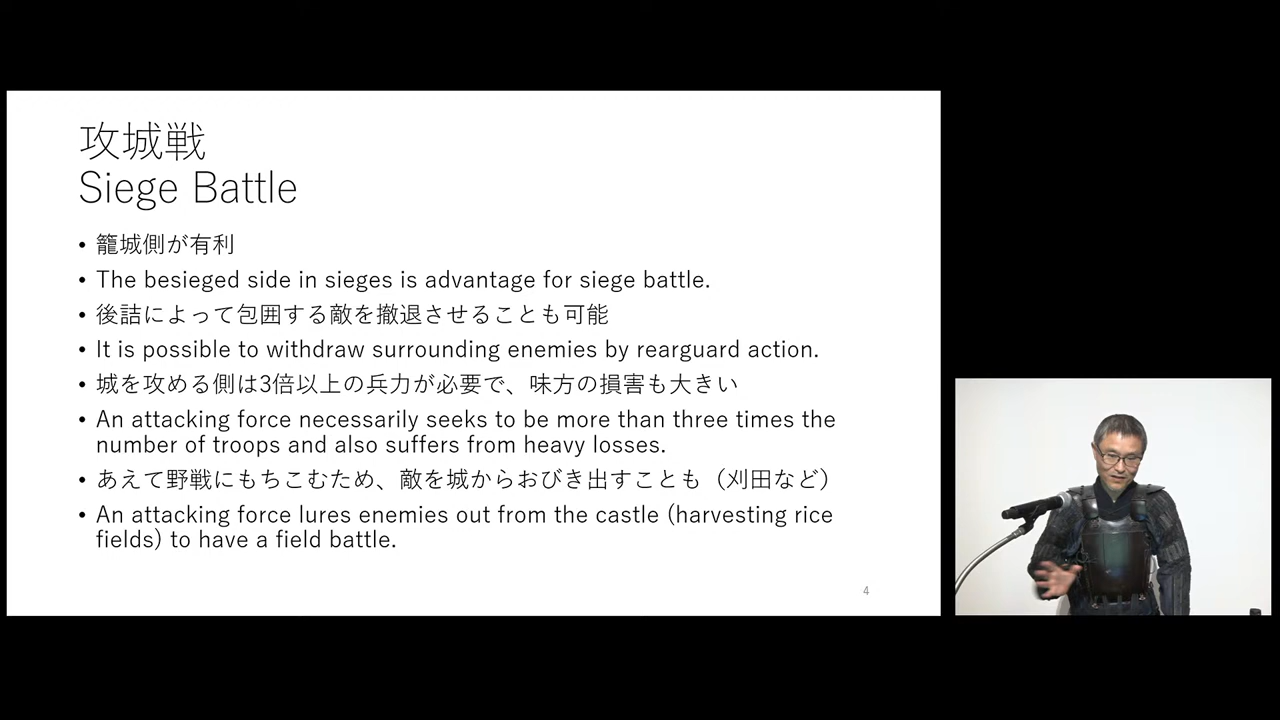 攻城戦
Siege Battle
• 籠城側が有利
• The besieged side in sieges is advantage for siege battle.
• 後詰によって包囲する敵を撤退させることも可能
• It is possible to withdraw surrounding enemies by rearguard action.
• 城を攻める側は3倍以上の兵力が必要で、味方の損害も大きい
• An attacking force necessarily seeks to be more than three times the
number of troops and also suffers from heavy losses.
• あえて野戦にもちこむため、敵を城からおびき出すことも（刈田など）
• An attacking force lures enemies out from the castle (harvesting rice
fields) to have a field battle.
4